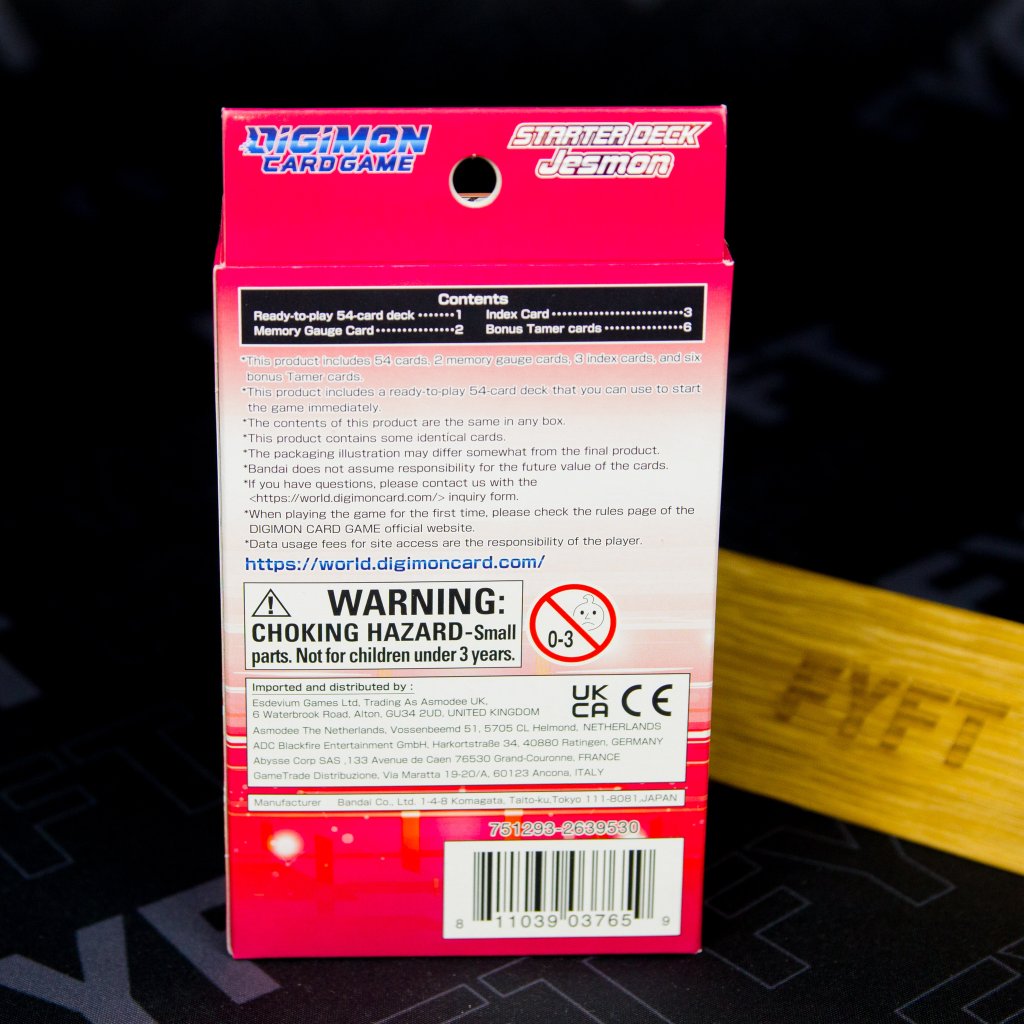 DIGIMON
CARD GAME
STARTER DECK
Jesmon
Contents
Ready-to-play 54-card deck •••••••1
Memory Gauge Card••••••••••••••2
Index Card•••••••••••••••••••••••3
Bonus Tamer cards ••••••••••••••6
*This product includes 54 cards, 2 memory gauge cards, 3 index cards, and six
bonus Tamer cards.
*This product includes a ready-to-play 54-card deck that you can use to start
the game immediately.
*The contents of this product are the same in any box.
*This product contains some identical cards.
*The packaging illustration may differ somewhat from the final product.
*Bandai does not assume responsibility for the future value of the cards.
*If you have questions, please contact us with the
<https://world.digimoncard.com/> inquiry form.
*When playing the game for the first time, please check the rules page of the
DIGIMON CARD GAME official website.
*Data usage fees for site access are the responsibility of the player.
https://world.digimoncard.com/
WARNING:
CHOKING HAZARD-Small
parts. Not for children under 3 years.
0-3
Imported and distributed by :
Esdevium Games Ltd, Trading As Asmodee UK,
6 Waterbrook Road, Alton, GU34 2UD, UNITED KINGDOM
UK
CA
CE
Asmodee The Netherlands, Vossenbeemd 51, 5705 CL Helmond, NETHERLANDS
ADC Blackfire Entertainment GmbH, Harkortstraße 34, 40880 Ratingen, GERMANY
Abysse Corp SAS ,133 Avenue de Caen 76530 Grand-Couronne, FRANCE
GameTrade Distribuzione, Via Maratta 19-20/A, 60123 Ancona, ITALY
Manufacturer Bandai Co., Ltd. 1-4-8 Komagata, Taito-ku,Tokyo 111-8081,JAPAN
751293-2639530
8 11039 03765 9
FYFT